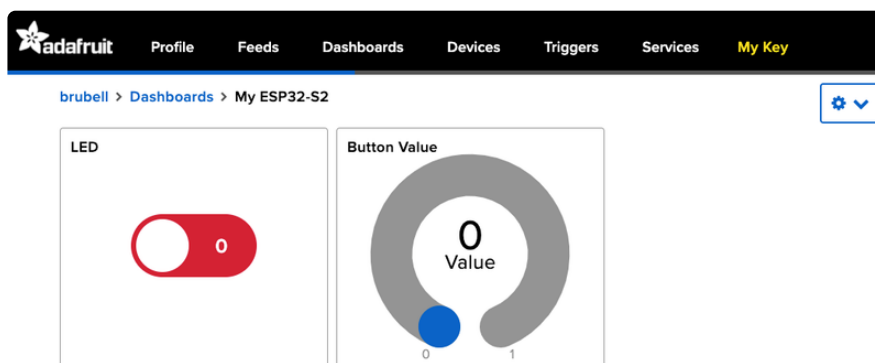 adafruit Profile Feeds Dashboards Devices Triggers Services My Key
brubell > Dashboards > My ESP32-S2
LED
0
Button Value
0
Value
0 1